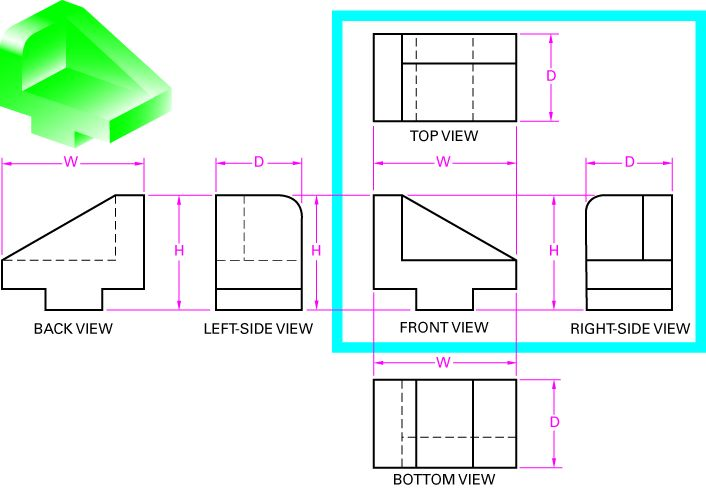 D
TOP VIEW
W
D
W
D
H
H
H
BACK VIEW
LEFT-SIDE VIEW
FRONT VIEW
RIGHT-SIDE VIEW
W
D
BOTTOM VIEW